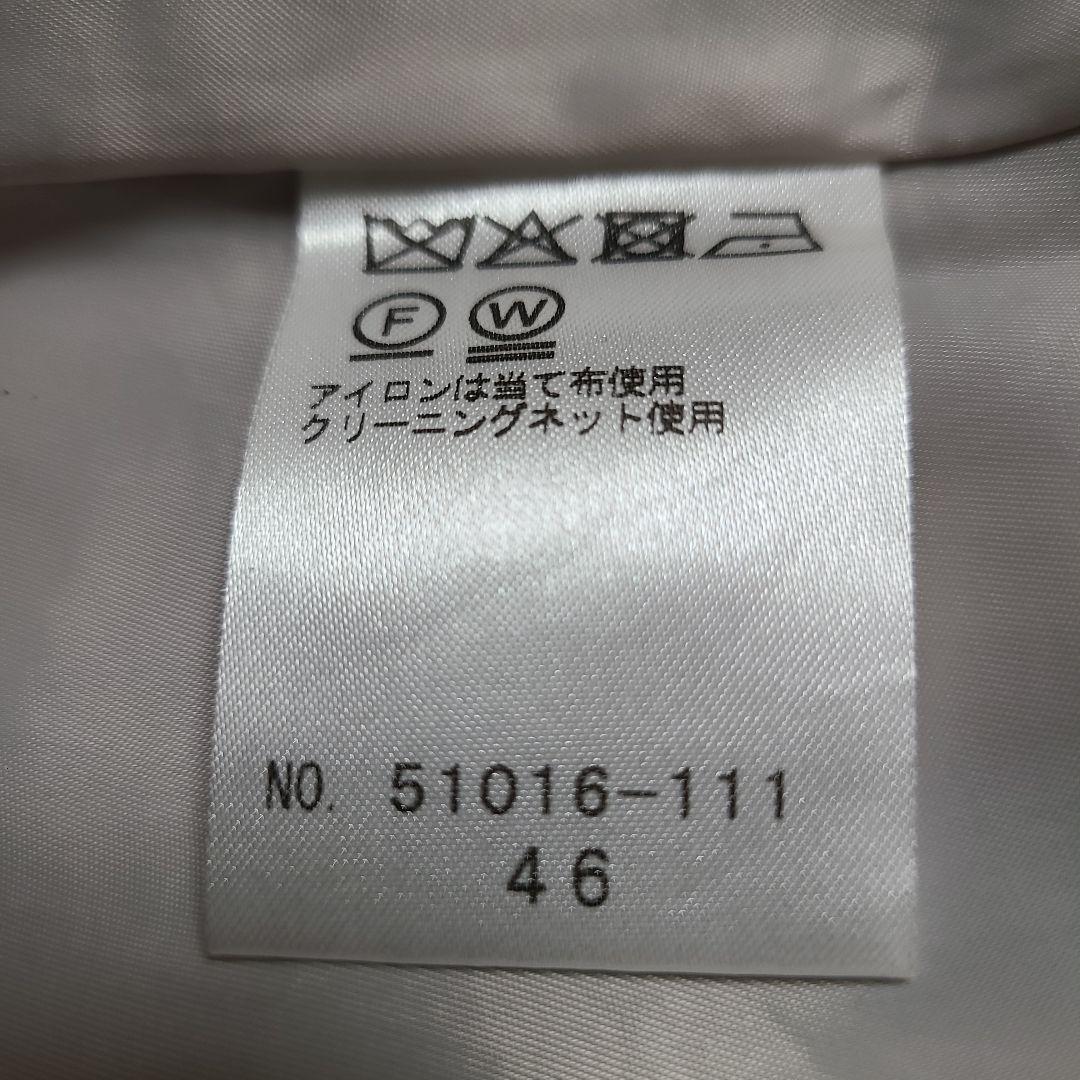 F W
アイロンは当て布使用
クリーニングネット使用
NO. 51016-111
46